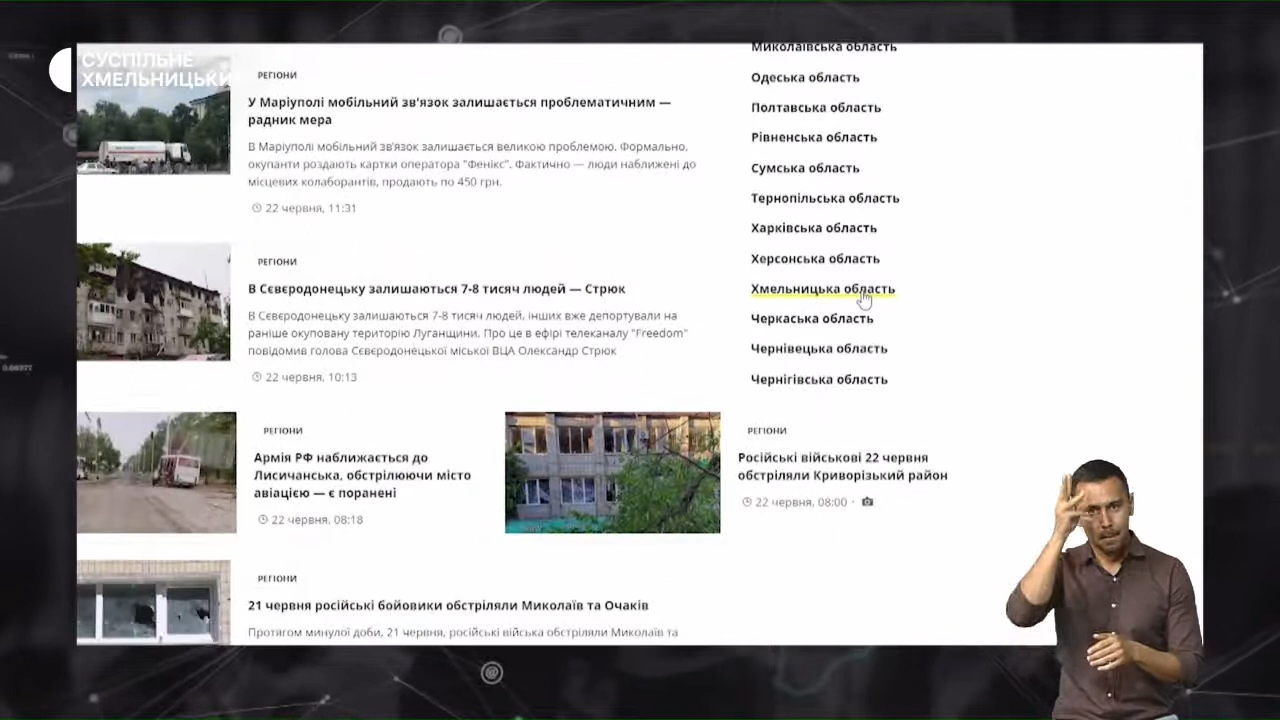 СУСПІЛЬНЕ
ХМЕЛЬНИЦЬКИЙ
РЕГІОНИ
У Маріуполі мобільний зв'язок залишається проблематичним —
радник мера
В Маріуполі мобільний зв'язок залишається великою проблемою. Формально,
окупанти роздають картки оператора "Фенікс". Фактично — люди наближені до
місцевих колаборантів, продають по 450 грн.
22 червня, 11:31
РЕГІОНИ
В Сєвєродонецьку залишаються 7-8 тисяч людей — Стрюк
В Сєвєродонецьку залишаються 7-8 тисяч людей, інших вже депортували на
раніше окуповану територію Луганщини. Про це в ефірі телеканалу "Freedom"
повідомив голова Сєвєродонецької міської ВЦА Олександр Стрюк
22 червня, 10:13
Миколаївська область
Одеська область
Полтавська область
Рівненська область
Сумська область
Тернопільська область
Харківська область
Херсонська область
Хмельницька область
Черкаська область
Чернівецька область
Чернігівська область
РЕГІОНИ
Армія РФ наближається до
Лисичанська, обстрілюючи місто
авіацією — є поранені
22 червня, 08:18
РЕГІОНИ
Російські військові 22 червня
обстріляли Криворізький район
22 червня, 08:00 ·
РЕГІОНИ
21 червня російські бойовики обстріляли Миколаїв та Очаків
Протягом минулої доби, 21 червня, російські війська обстріляли Миколаїв та